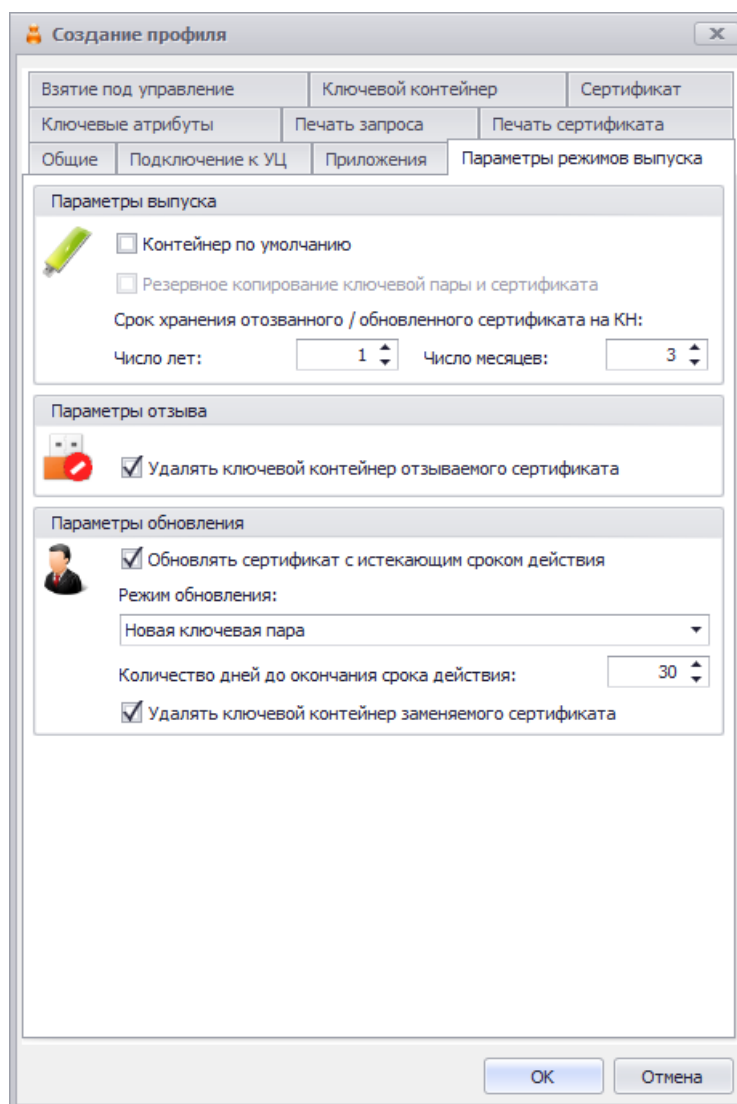 Создание профиля
Взятие под управление Ключевой контейнер Сертификат
Ключевые атрибуты Печать запроса Печать сертификата
Общие Подключение к УЦ Приложения Параметры режимов выпуска
Параметры выпуска
Контейнер по умолчанию
Резервное копирование ключевой пары и сертификата
Срок хранения отозванного / обновленного сертификата на КН:
Число лет: 1 Число месяцев: 3
Параметры отзыва
Удалять ключевой контейнер отзываемого сертификата
Параметры обновления
Обновлять сертификат с истекающим сроком действия
Режим обновления:
Новая ключевая пара
Количество дней до окончания срока действия: 30
Удалять ключевой контейнер заменяемого сертификата
OK Отмена